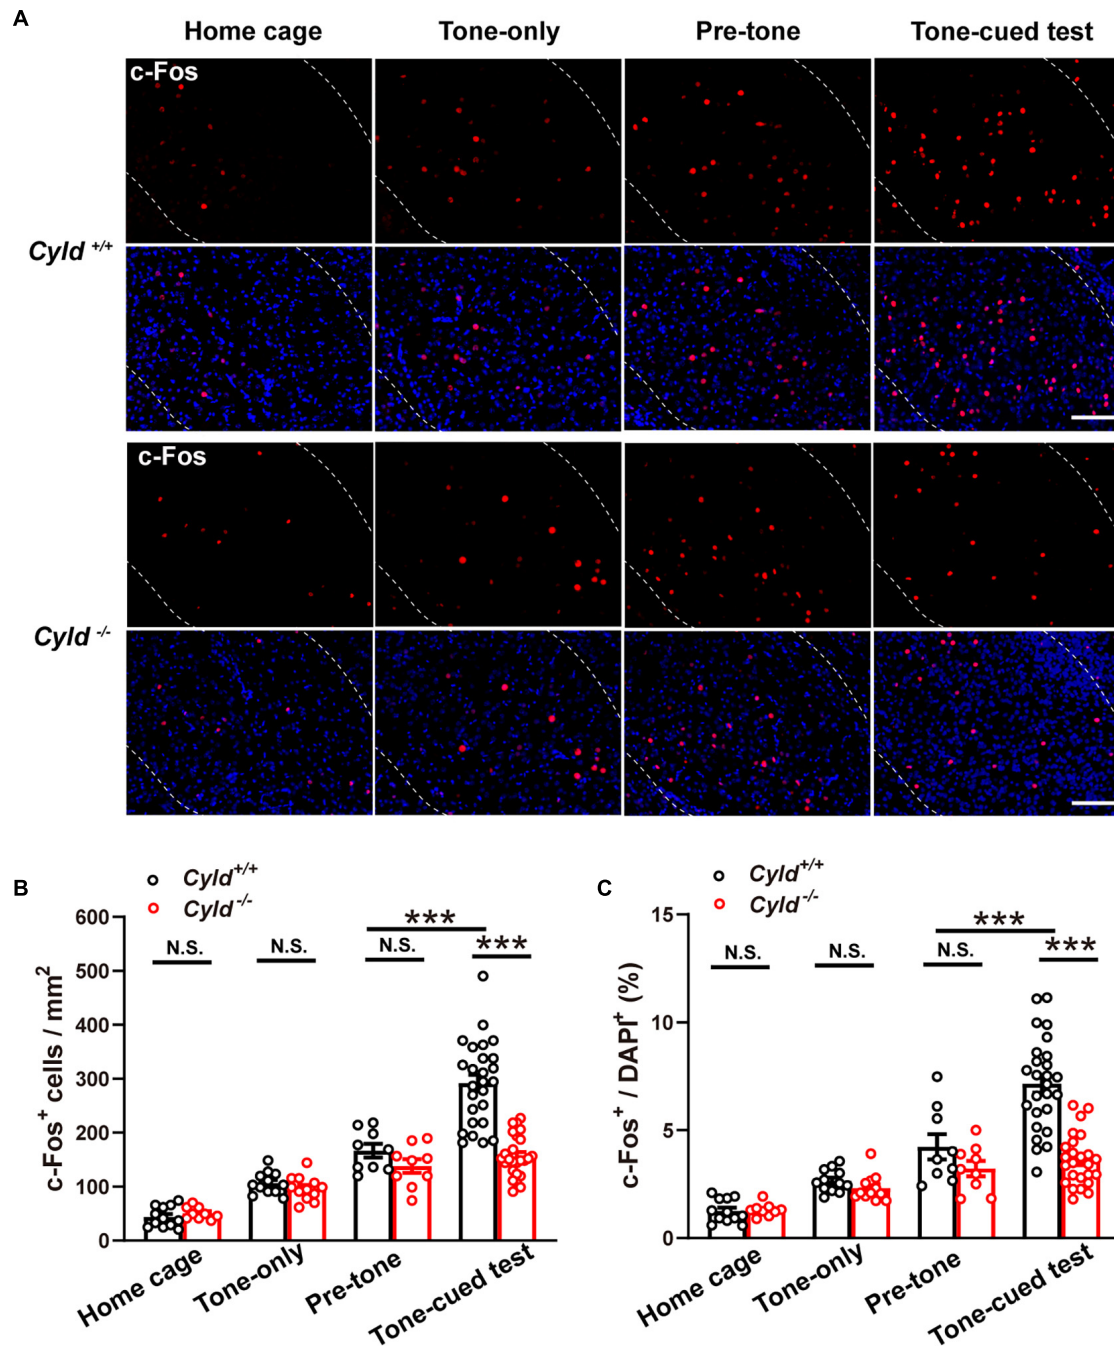 A
Home cage Tone-only Pre-tone Tone-cued test
c-Fos
Cyld +/+
c-Fos
Cyld -/-
B
Cyld+/+
Cyld-/-
c-Fos+ cells / mm2
600
500
400
300
200
100
0
N.S. N.S. N.S. *** ***
Home cage Tone-only Pre-tone Tone-cued test
C
Cyld+/+
Cyld-/-
c-Fos+ / DAPI+ (%)
15
10
5
0
N.S. N.S. N.S. *** ***
Home cage Tone-only Pre-tone Tone-cued test